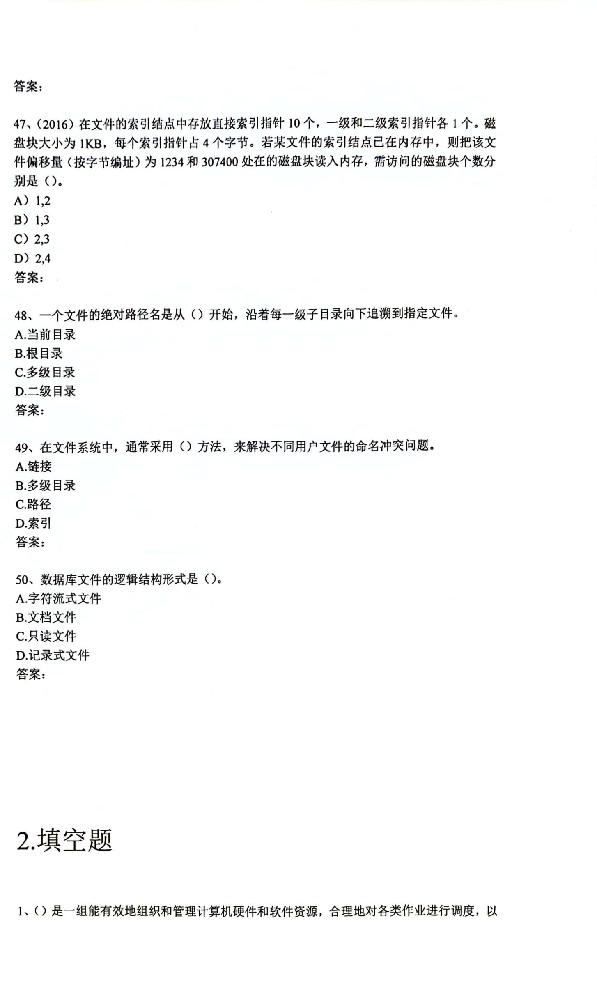 答案：
47、（2016）在文件的索引结点中存放直接索引指针 10 个，一级和二级索引指针各 1 个。磁
盘块大小为 1KB，每个索引指针占 4 个字节。若某文件的索引结点已在内存中，则把该文
件偏移量（按字节编址）为 1234 和 307400 处在的磁盘块读入内存，需访问的磁盘块个数分
别是（）。
A）1,2
B）1,3
C）2,3
D）2,4
答案：
48、一个文件的绝对路径名是从（）开始，沿着每一级子目录向下追溯到指定文件。
A.当前目录
B.根目录
C.多级目录
D.二级目录
答案：
49、在文件系统中，通常采用（）方法，来解决不同用户文件的命名冲突问题。
A.链接
B.多级目录
C.路径
D.索引
答案：
50、数据库文件的逻辑结构形式是（）。
A.字符流式文件
B.文档文件
C.只读文件
D.记录式文件
答案：
2.填空题
1、（）是一组能有效地组织和管理计算机硬件和软件资源，合理地对各类作业进行调度，以